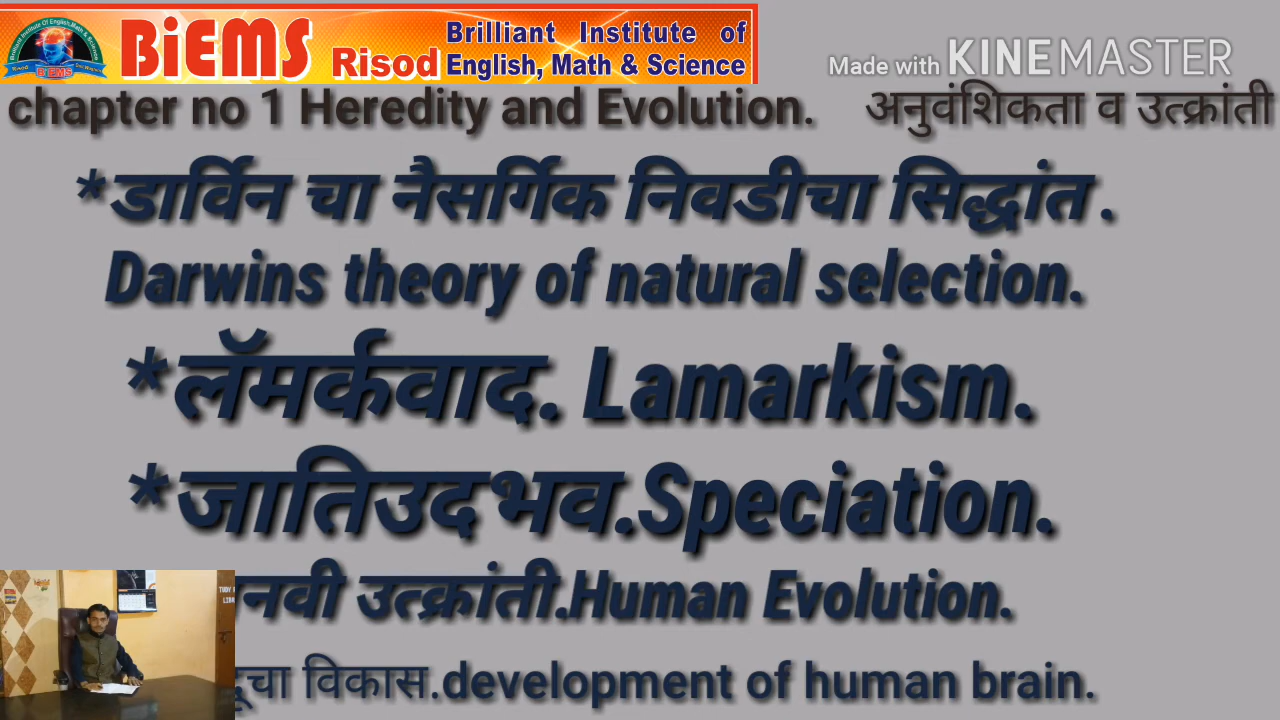 BiEMS Risod Brilliant Institute of
English, Math & Science
Made with KINEMASTER
chapter no 1 Heredity and Evolution. अनुवंशिकता व उत्क्रांती
*डार्विन चा नैसर्गिक निवडीचा सिद्धांत.
Darwins theory of natural selection.
*लॅमर्कवाद. Lamarkism.
*जातिउदभव.Speciation.
नवी उत्क्रांती.Human Evolution.
विकास.development of human brain.